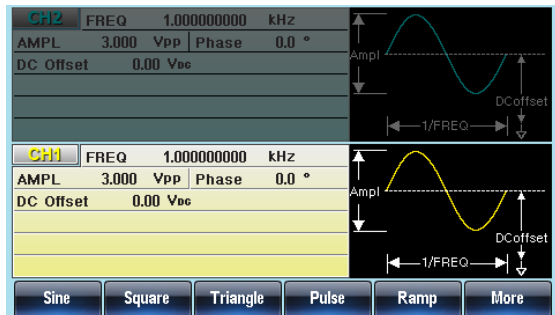 CH2 FREQ 1.000000000 kHz
AMPL 3.000 Vpp Phase 0.0 °
DC Offset 0.00 VDC
Ampl
DCoffset
1/FREQ
CH1 FREQ 1.000000000 kHz
AMPL 3.000 Vpp Phase 0.0 °
DC Offset 0.00 VDC
Ampl
DCoffset
1/FREQ
Sine Square Triangle Pulse Ramp More